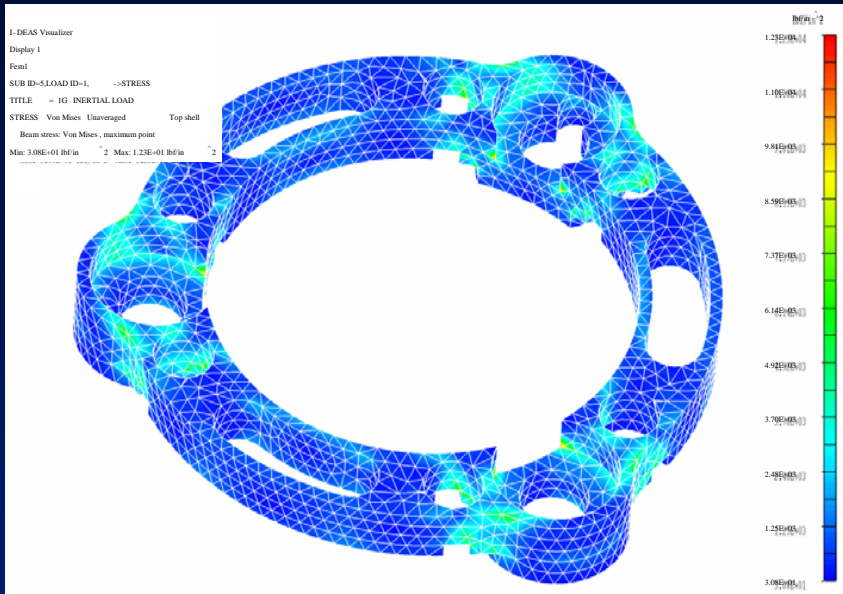 I-DEAS Visualizer
Display 1
Fem1
SUB ID=5,LOAD ID=1, ->STRESS
TITLE = 1G INERTIAL LOAD
STRESS Von Mises Unaveraged Top shell
Beam stress: Von Mises , maximum point
Min: 3.08E+01 lbf/in^2 Max: 1.23E+01 lbf/in^2
lbf/in^2
1.23E+04
1.10E+04
9.81E+03
8.59E+03
7.37E+03
6.14E+03
4.92E+03
3.70E+03
2.48E+03
1.25E+03
3.08E+01